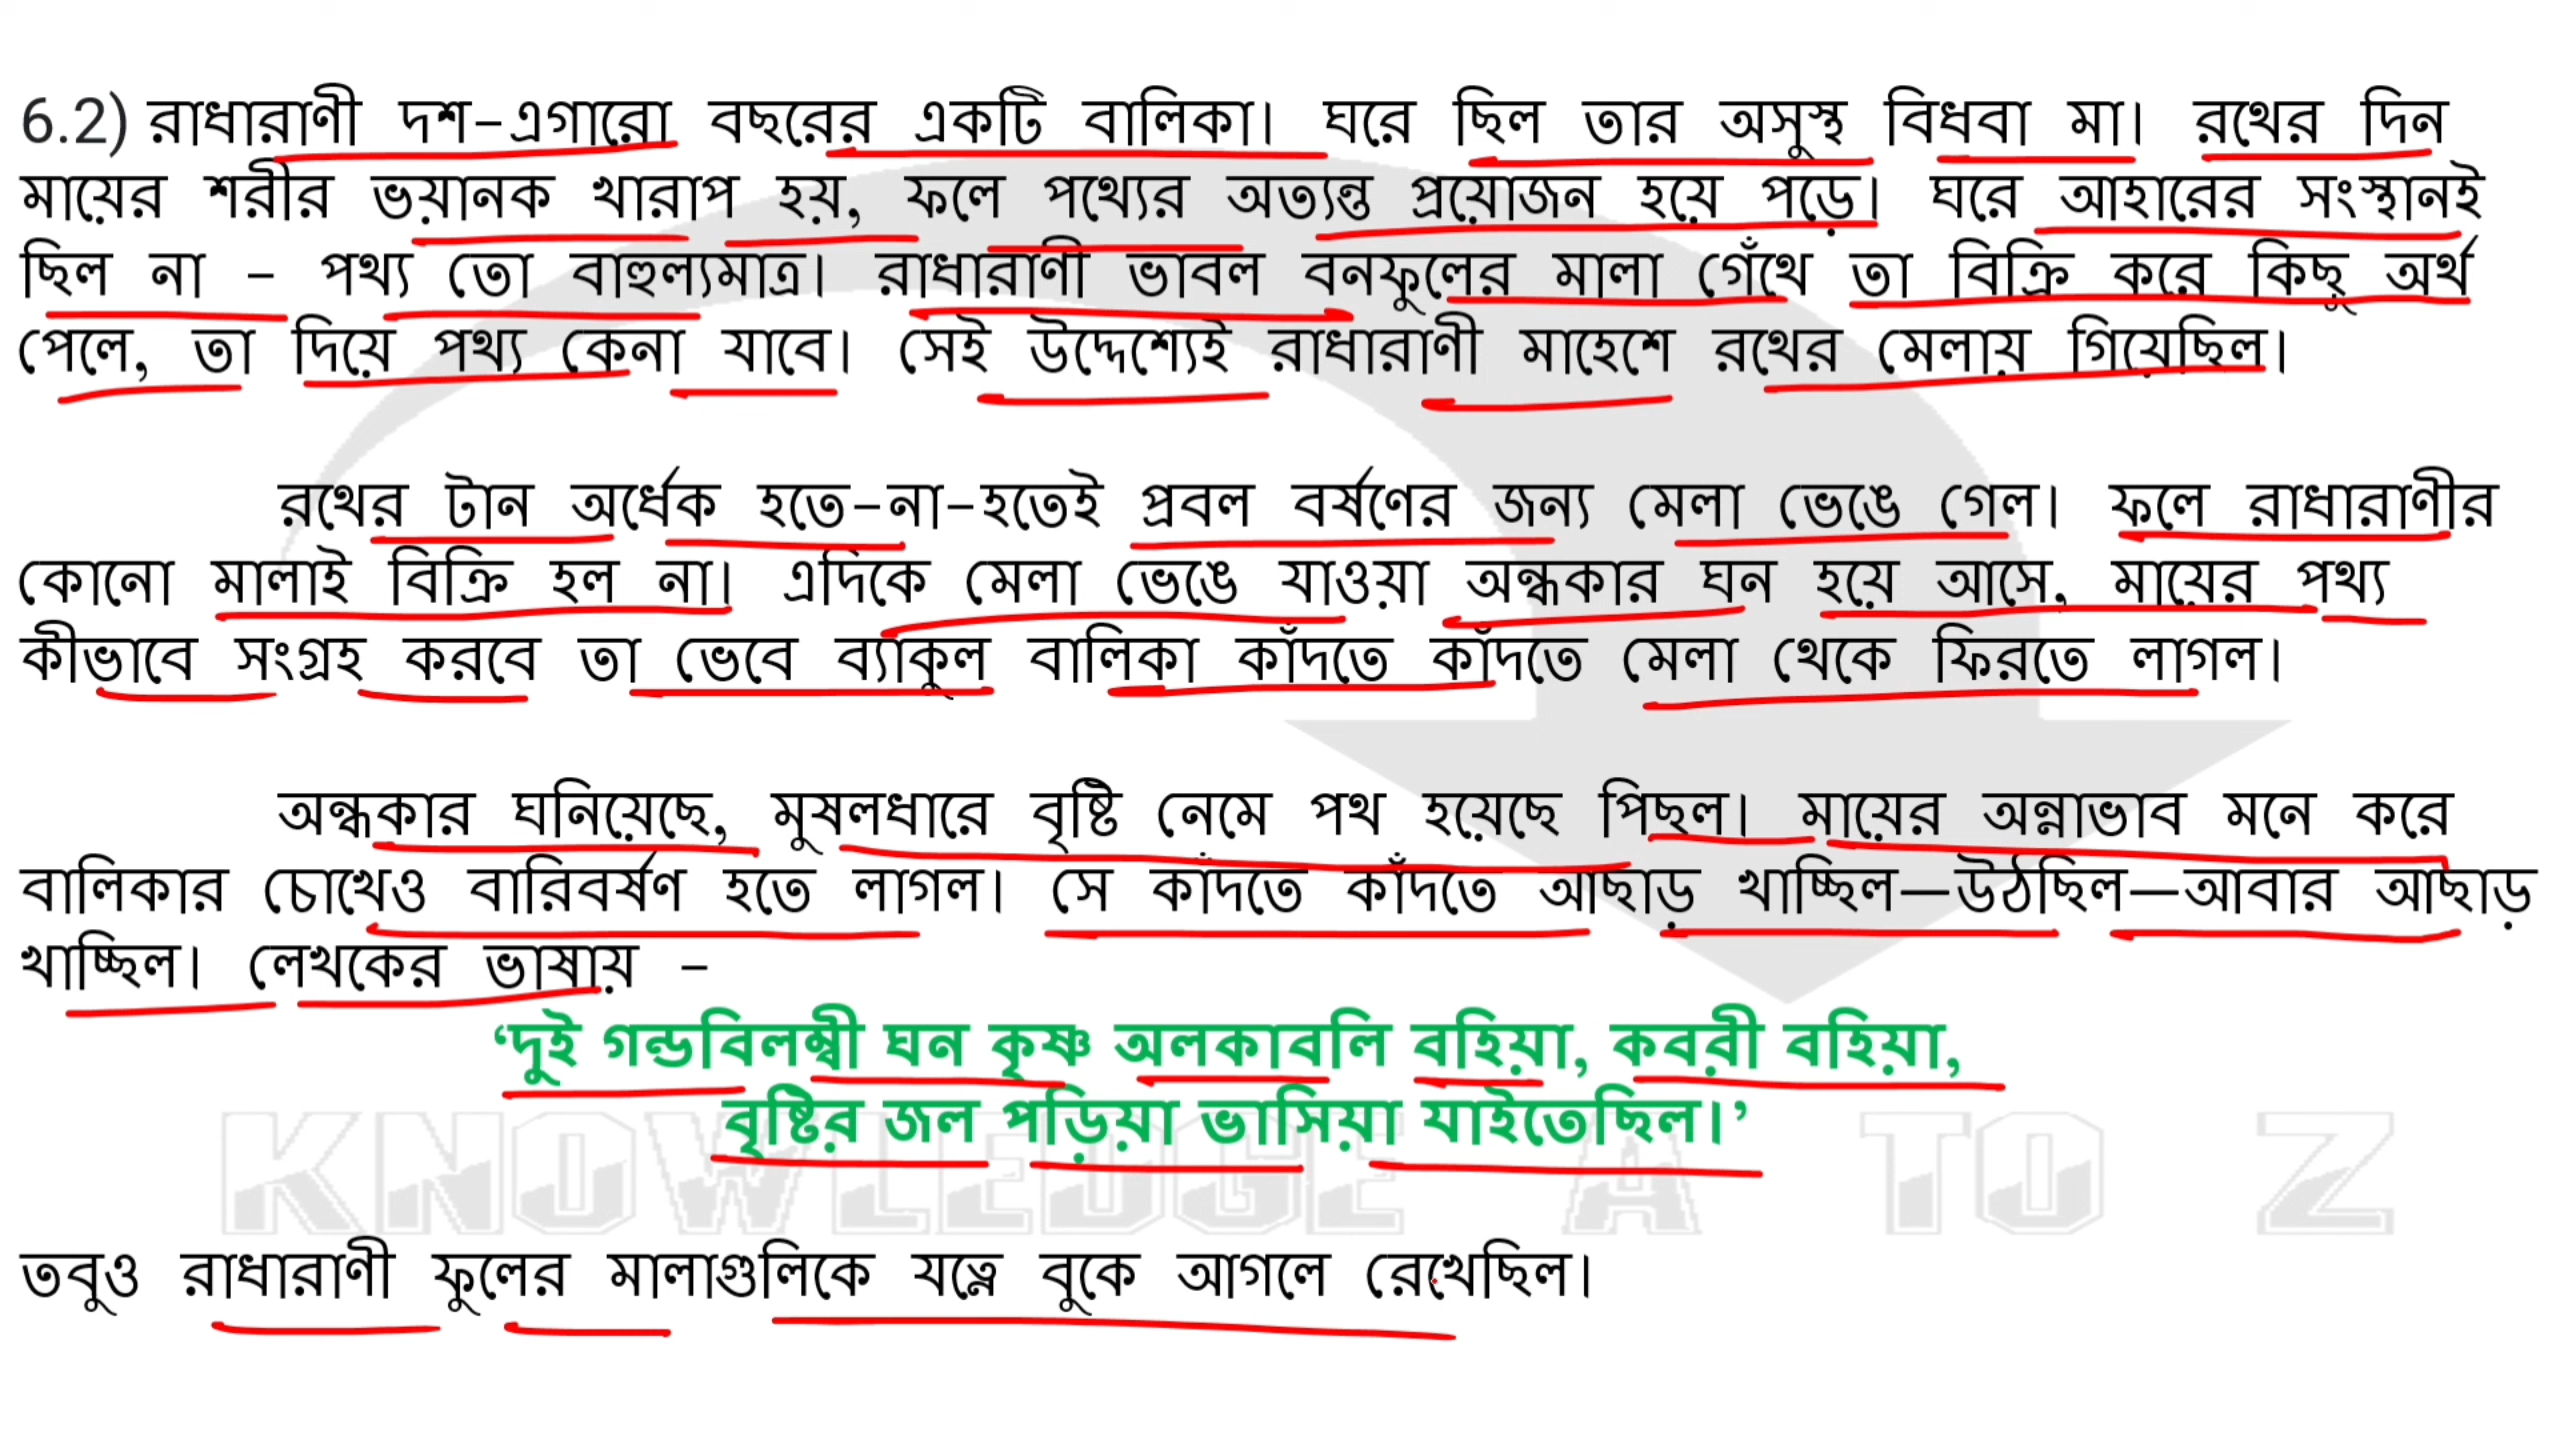 6.2) রাধারাণী দশ-এগারো বছরের একটি বালিকা। ঘরে ছিল তার অসুস্থ বিধবা মা। রথের দিন
মায়ের শরীর ভয়ানক খারাপ হয়, ফলে পথ্যের অত্যন্ত প্রয়োজন হয়ে পড়ে। ঘরে আহারের সংস্থানই
ছিল না - পথ্য তো বাহুল্যমাত্র। রাধারাণী ভাবল বনফুলের মালা গেঁথে তা বিক্রি করে কিছু অর্থ
পেলে, তা দিয়ে পথ্য কেনা যাবে। সেই উদ্দেশ্যেই রাধারাণী মাহেশে রথের মেলায় গিয়েছিল।
রথের টান অর্ধেক হতে-না-হতেই প্রবল বর্ষণের জন্য মেলা ভেঙে গেল। ফলে রাধারাণীর
কোনো মালাই বিক্রি হল না। এদিকে মেলা ভেঙে যাওয়া অন্ধকার ঘন হয়ে আসে, মায়ের পথ্য
কীভাবে সংগ্রহ করবে তা ভেবে ব্যাকুল বালিকা কাঁদতে কাঁদতে মেলা থেকে ফিরতে লাগল।
অন্ধকার ঘনিয়েছে, মুষলধারে বৃষ্টি নেমে পথ হয়েছে পিছল। মায়ের অন্নাভাব মনে করে
বালিকার চোখেও বারিবর্ষণ হতে লাগল। সে কাঁদতে কাঁদতে আছাড় খাচ্ছিল—উঠছিল—আবার আছাড়
খাচ্ছিল। লেখকের ভাষায় -
‘দুই গন্ডবিলম্বী ঘন কৃষ্ণ অলকাবলি বহিয়া, কবরী বহিয়া,
বৃষ্টির জল পড়িয়া ভাসিয়া যাইতেছিল।’
KNOWLEDGE A TO Z
তবুও রাধারাণী ফুলের মালাগুলিকে যত্নে বুকে আগলে রেখেছিল।